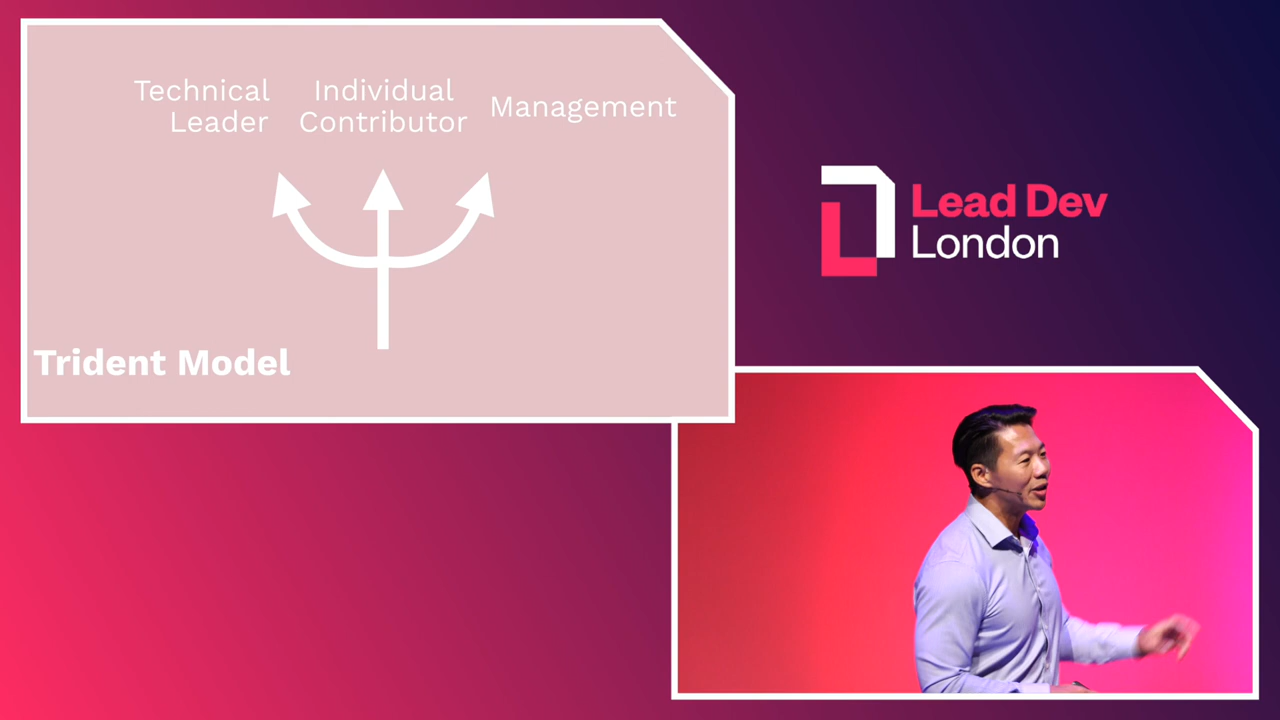 Technical
Leader
Individual
Contributor
Management
Trident Model
Lead Dev
London